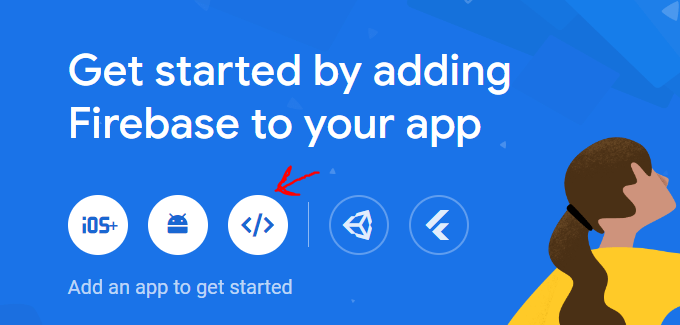 Get started by adding
Firebase to your app
iOS+
</>
Add an app to get started